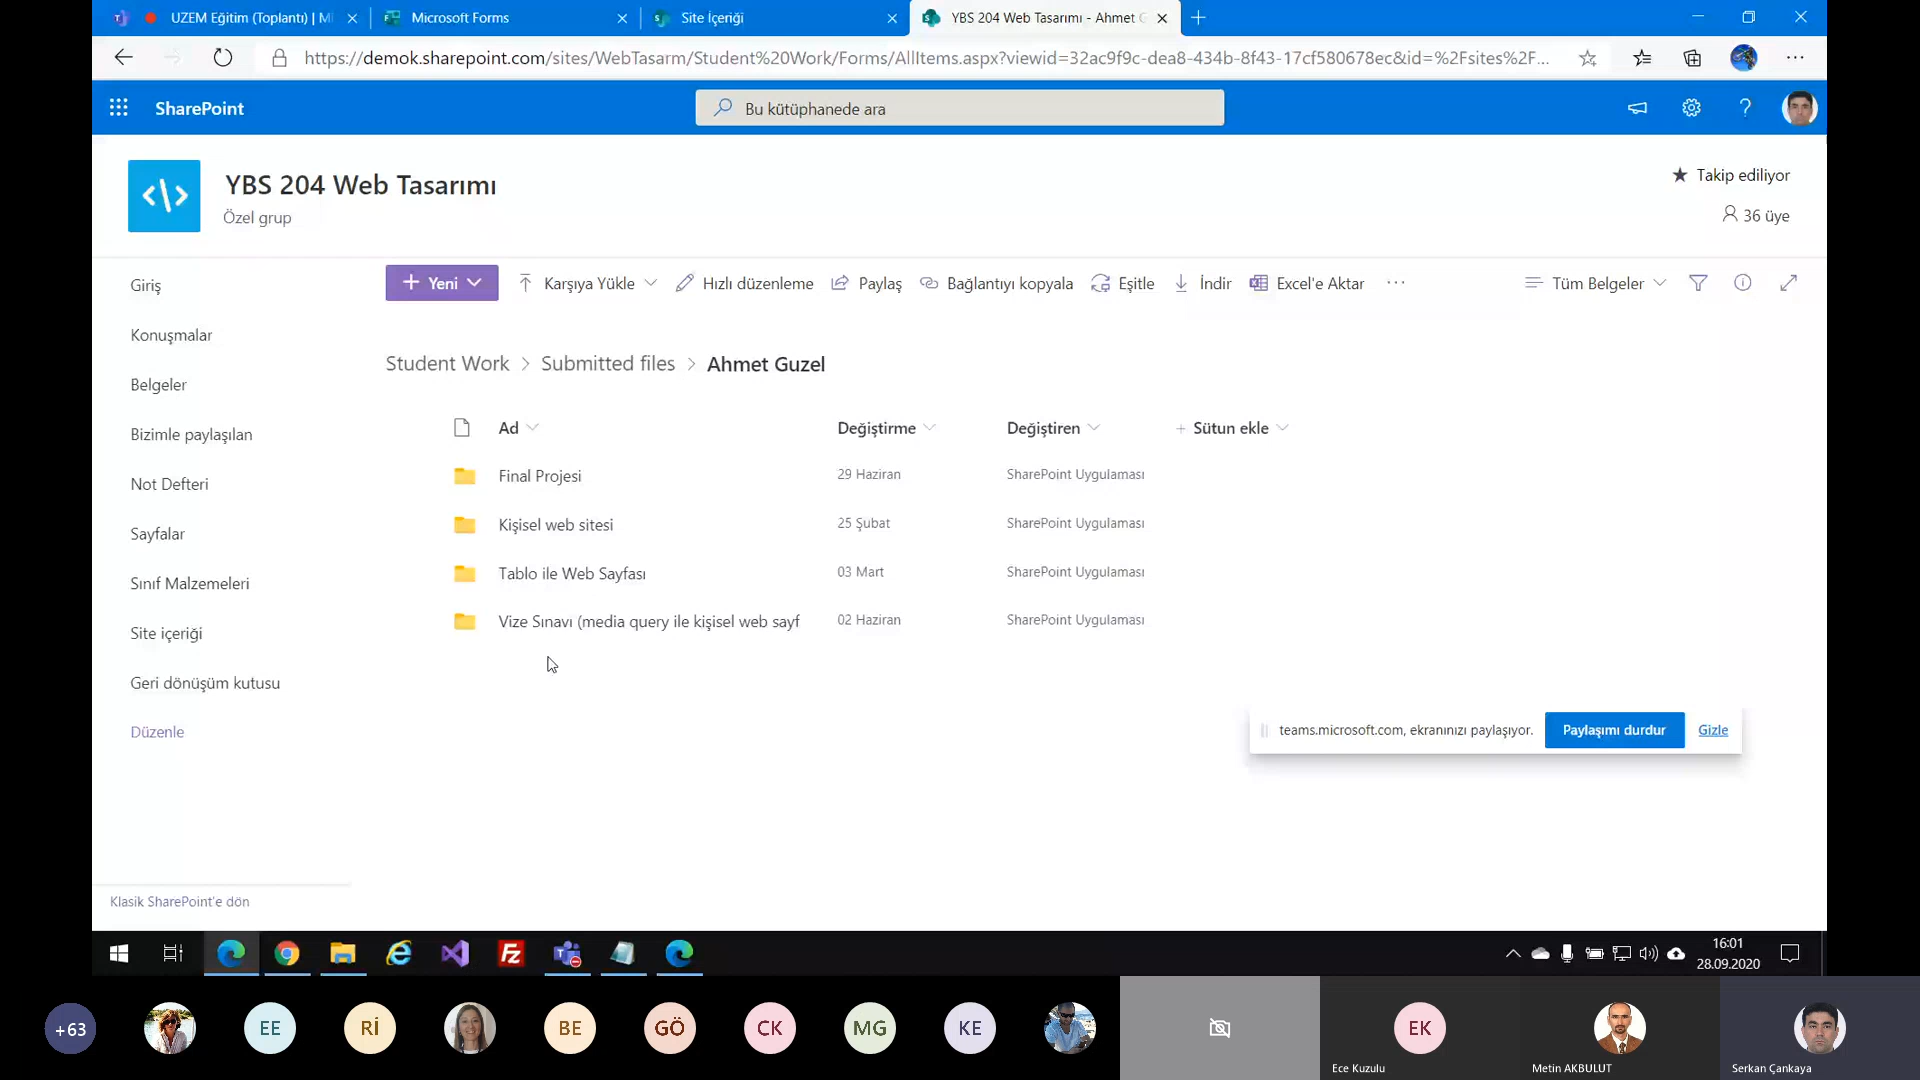 UZEM Eğitim (Toplantı) | Mi
Microsoft Forms
Site İçeriği
YBS 204 Web Tasarımı - Ahmet G
https://demok.sharepoint.com/sites/WebTasarm/Student%20Work/Forms/AllItems.aspx?viewid=32ac9f9c-dea8-434b-8f43-17cf580678ec&id=%2Fsites%2F...
SharePoint
Bu kütüphanede ara
YBS 204 Web Tasarımı
Özel grup
Takip ediliyor
36 üye
Giriş
Konuşmalar
Belgeler
Bizimle paylaşılan
Not Defteri
Sayfalar
Sınıf Malzemeleri
Site içeriği
Geri dönüşüm kutusu
Düzenle
Klasik SharePoint'e dön
Yeni
Karşıya Yükle
Hızlı düzenleme
Paylaş
Bağlantıyı kopyala
Eşitle
İndir
Excel'e Aktar
Tüm Belgeler
Student Work > Submitted files > Ahmet Guzel
Ad Değiştirme Değiştiren + Sütun ekle
Final Projesi 29 Haziran SharePoint Uygulaması
Kişisel web sitesi 25 Şubat SharePoint Uygulaması
Tablo ile Web Sayfası 03 Mart SharePoint Uygulaması
Vize Sınavı (media query ile kişisel web sayf 02 Haziran SharePoint Uygulaması
teams.microsoft.com, ekranınızı paylaşıyor. Paylaşımı durdur Gizle
16:01
28.09.2020
+63
EE
Rİ
BE
GÖ
CK
MG
KE
EK
Ece Kuzulu
Metin AKBULUT
Serkan Çankaya